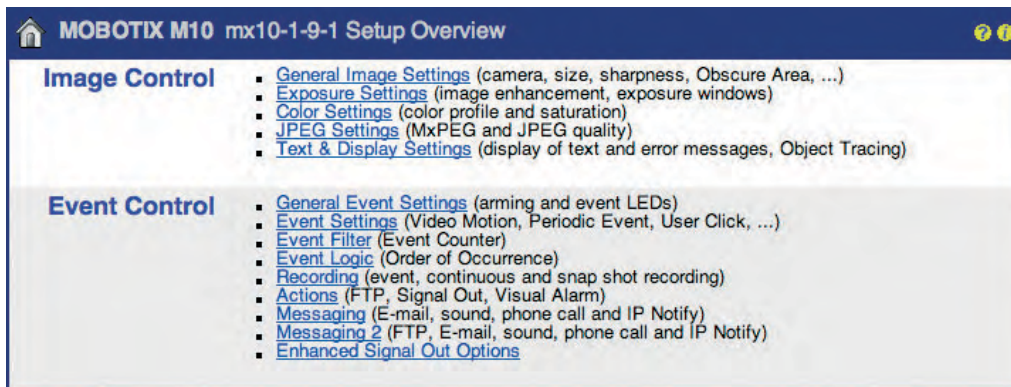 MOBOTIX M10 mx10-1-9-1 Setup Overview
Image Control
General Image Settings (camera, size, sharpness, Obscure Area, ...)
Exposure Settings (image enhancement, exposure windows)
Color Settings (color profile and saturation)
JPEG Settings (MxPEG and JPEG quality)
Text & Display Settings (display of text and error messages, Object Tracing)
Event Control
General Event Settings (arming and event LEDs)
Event Settings (Video Motion, Periodic Event, User Click, ...)
Event Filter (Event Counter)
Event Logic (Order of Occurrence)
Recording (event, continuous and snap shot recording)
Actions (FTP, Signal Out, Visual Alarm)
Messaging (E-mail, sound, phone call and IP Notify)
Messaging 2 (FTP, E-mail, sound, phone call and IP Notify)
Enhanced Signal Out Options